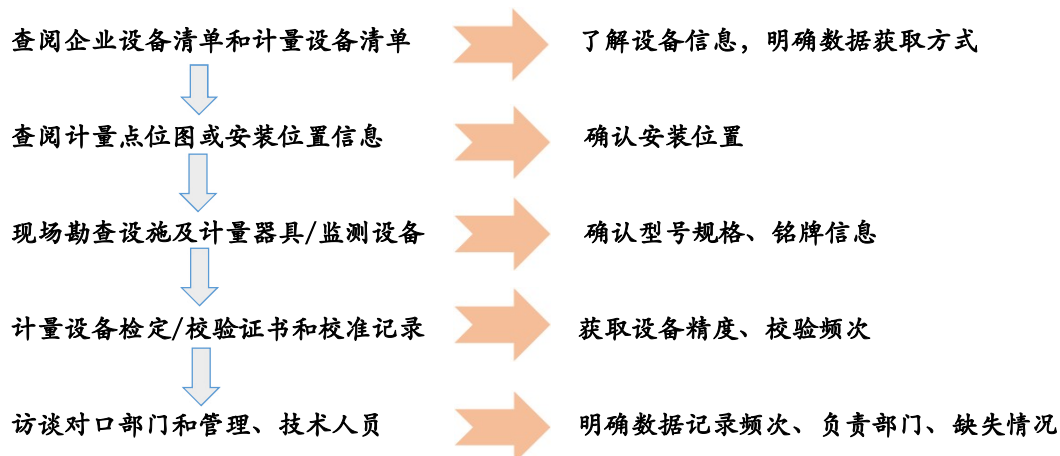 查阅企业设备清单和计量设备清单
了解设备信息，明确数据获取方式
查阅计量点位图或安装位置信息
确认安装位置
现场勘查设施及计量器具/监测设备
确认型号规格、铭牌信息
计量设备检定/校验证书和校准记录
获取设备精度、校验频次
访谈对口部门和管理、技术人员
明确数据记录频次、负责部门、缺失情况